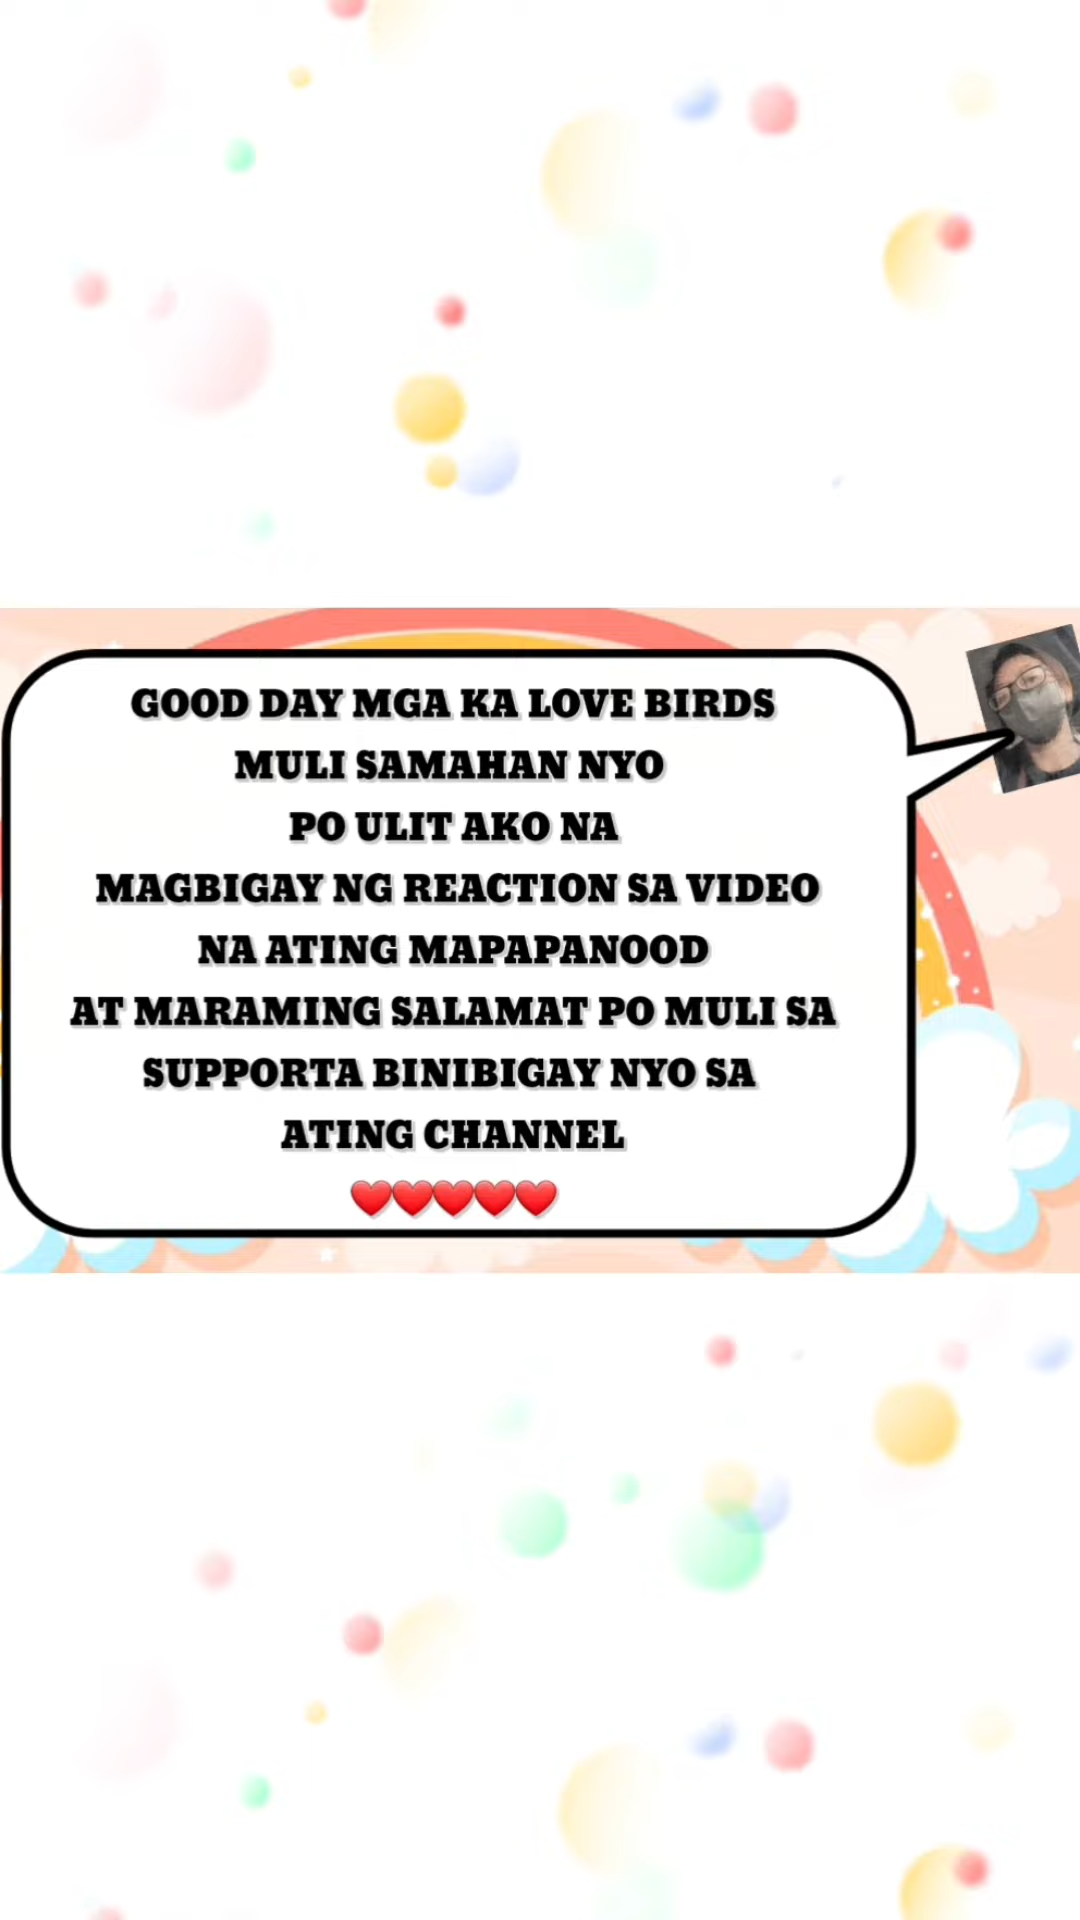 GOOD DAY MGA KA LOVE BIRDS
MULI SAMAHAN NYO
PO ULIT AKO NA
MAGBIGAY NG REACTION SA VIDEO
NA ATING MAPAPANOOD
AT MARAMING SALAMAT PO MULI SA
SUPPORTA BINIBIGAY NYO SA
ATING CHANNEL
❤️❤️❤️❤️❤️